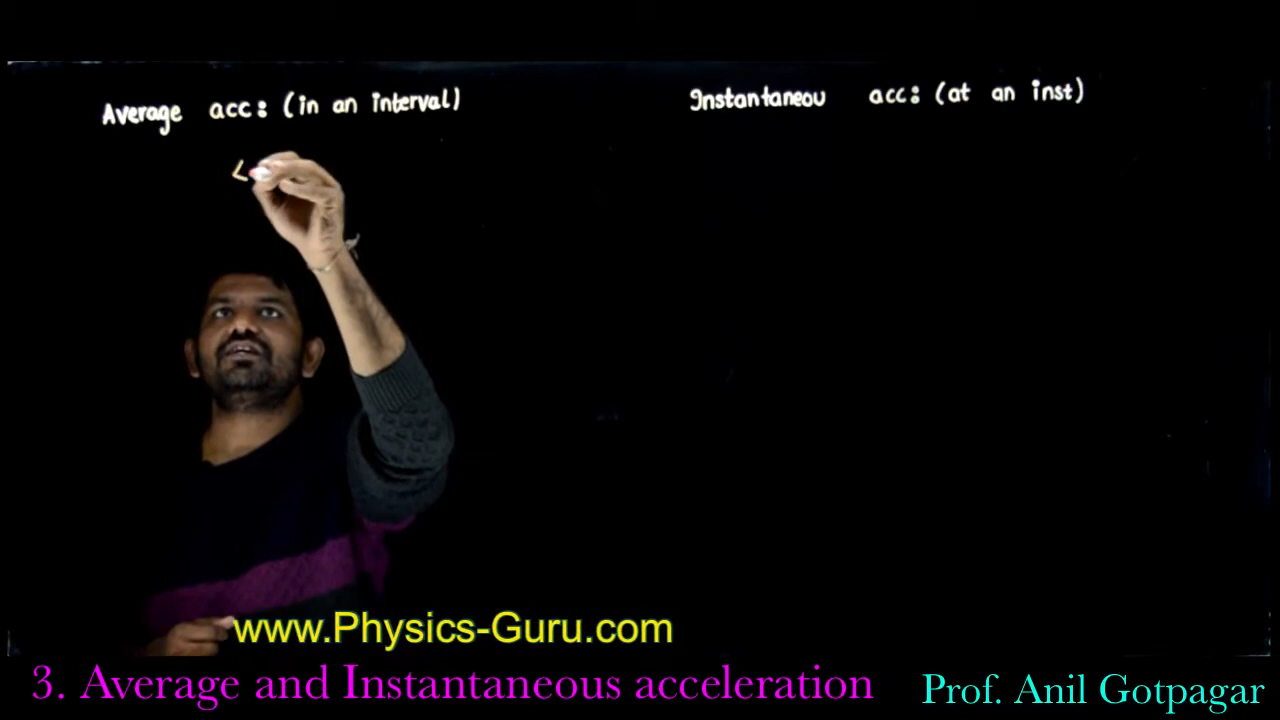 Average acc: (in an interval)
Instantaneou acc: (at an inst)
<
www.Physics-Guru.com
3. Average and Instantaneous acceleration
Prof. Anil Gotpagar